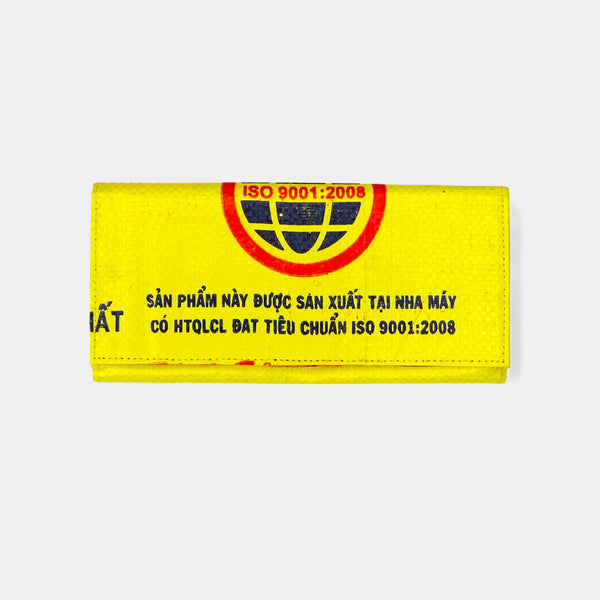 ISO 9001:2008
SẢN PHẨM NÀY ĐƯỢC SẢN XUẤT TẠI NHA MÁY
HẤT
CÓ HTQLCL ĐẠT TIÊU CHUẨN ISO 9001:2008